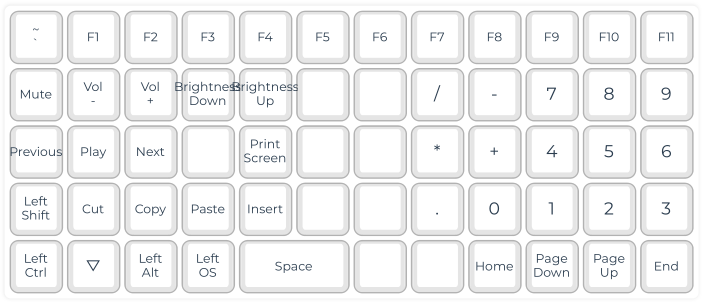 ~
`
F1
F2
F3
F4
F5
F6
F7
F8
F9
F10
F11
Mute
Vol
-
Vol
+
Brightness
Down
Brightness
Up
/
-
7
8
9
Previous
Play
Next
Print
Screen
*
+
4
5
6
Left
Shift
Cut
Copy
Paste
Insert
.
0
1
2
3
Left
Ctrl
▽
Left
Alt
Left
OS
Space
Home
Page
Down
Page
Up
End